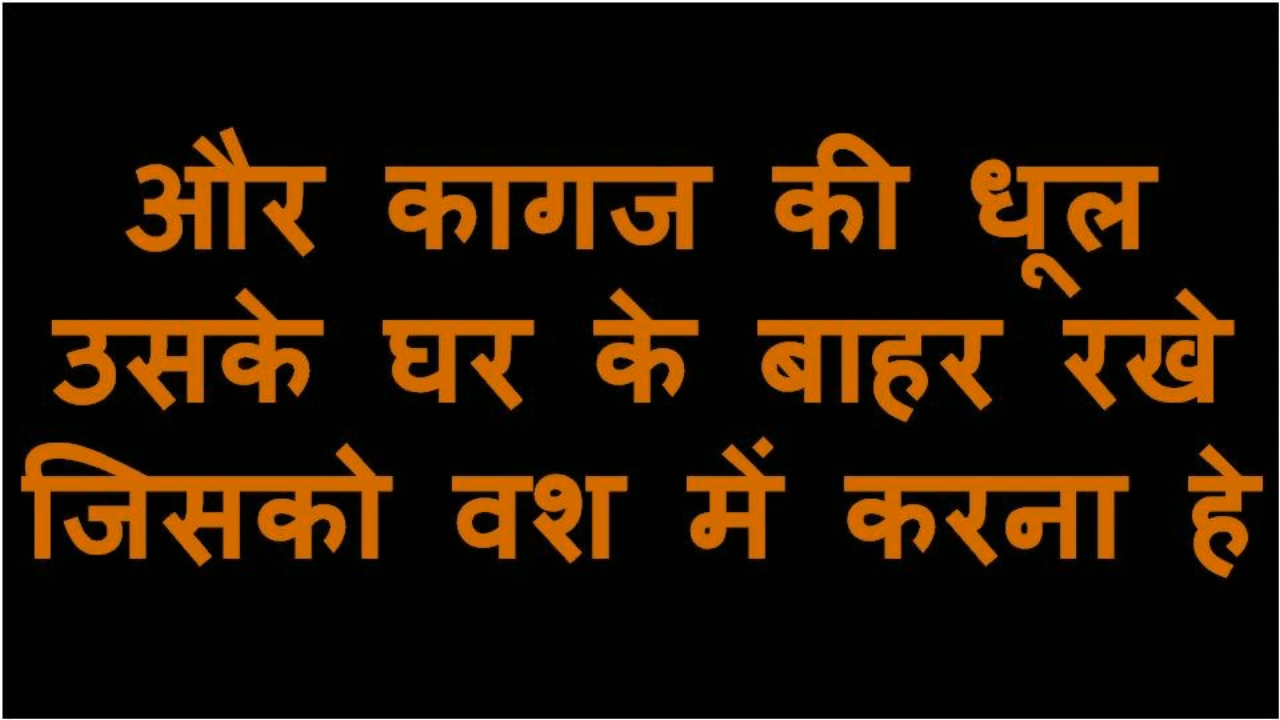 और कागज की धूल
उसके घर के बाहर रखे
जिसको वश में करना हे